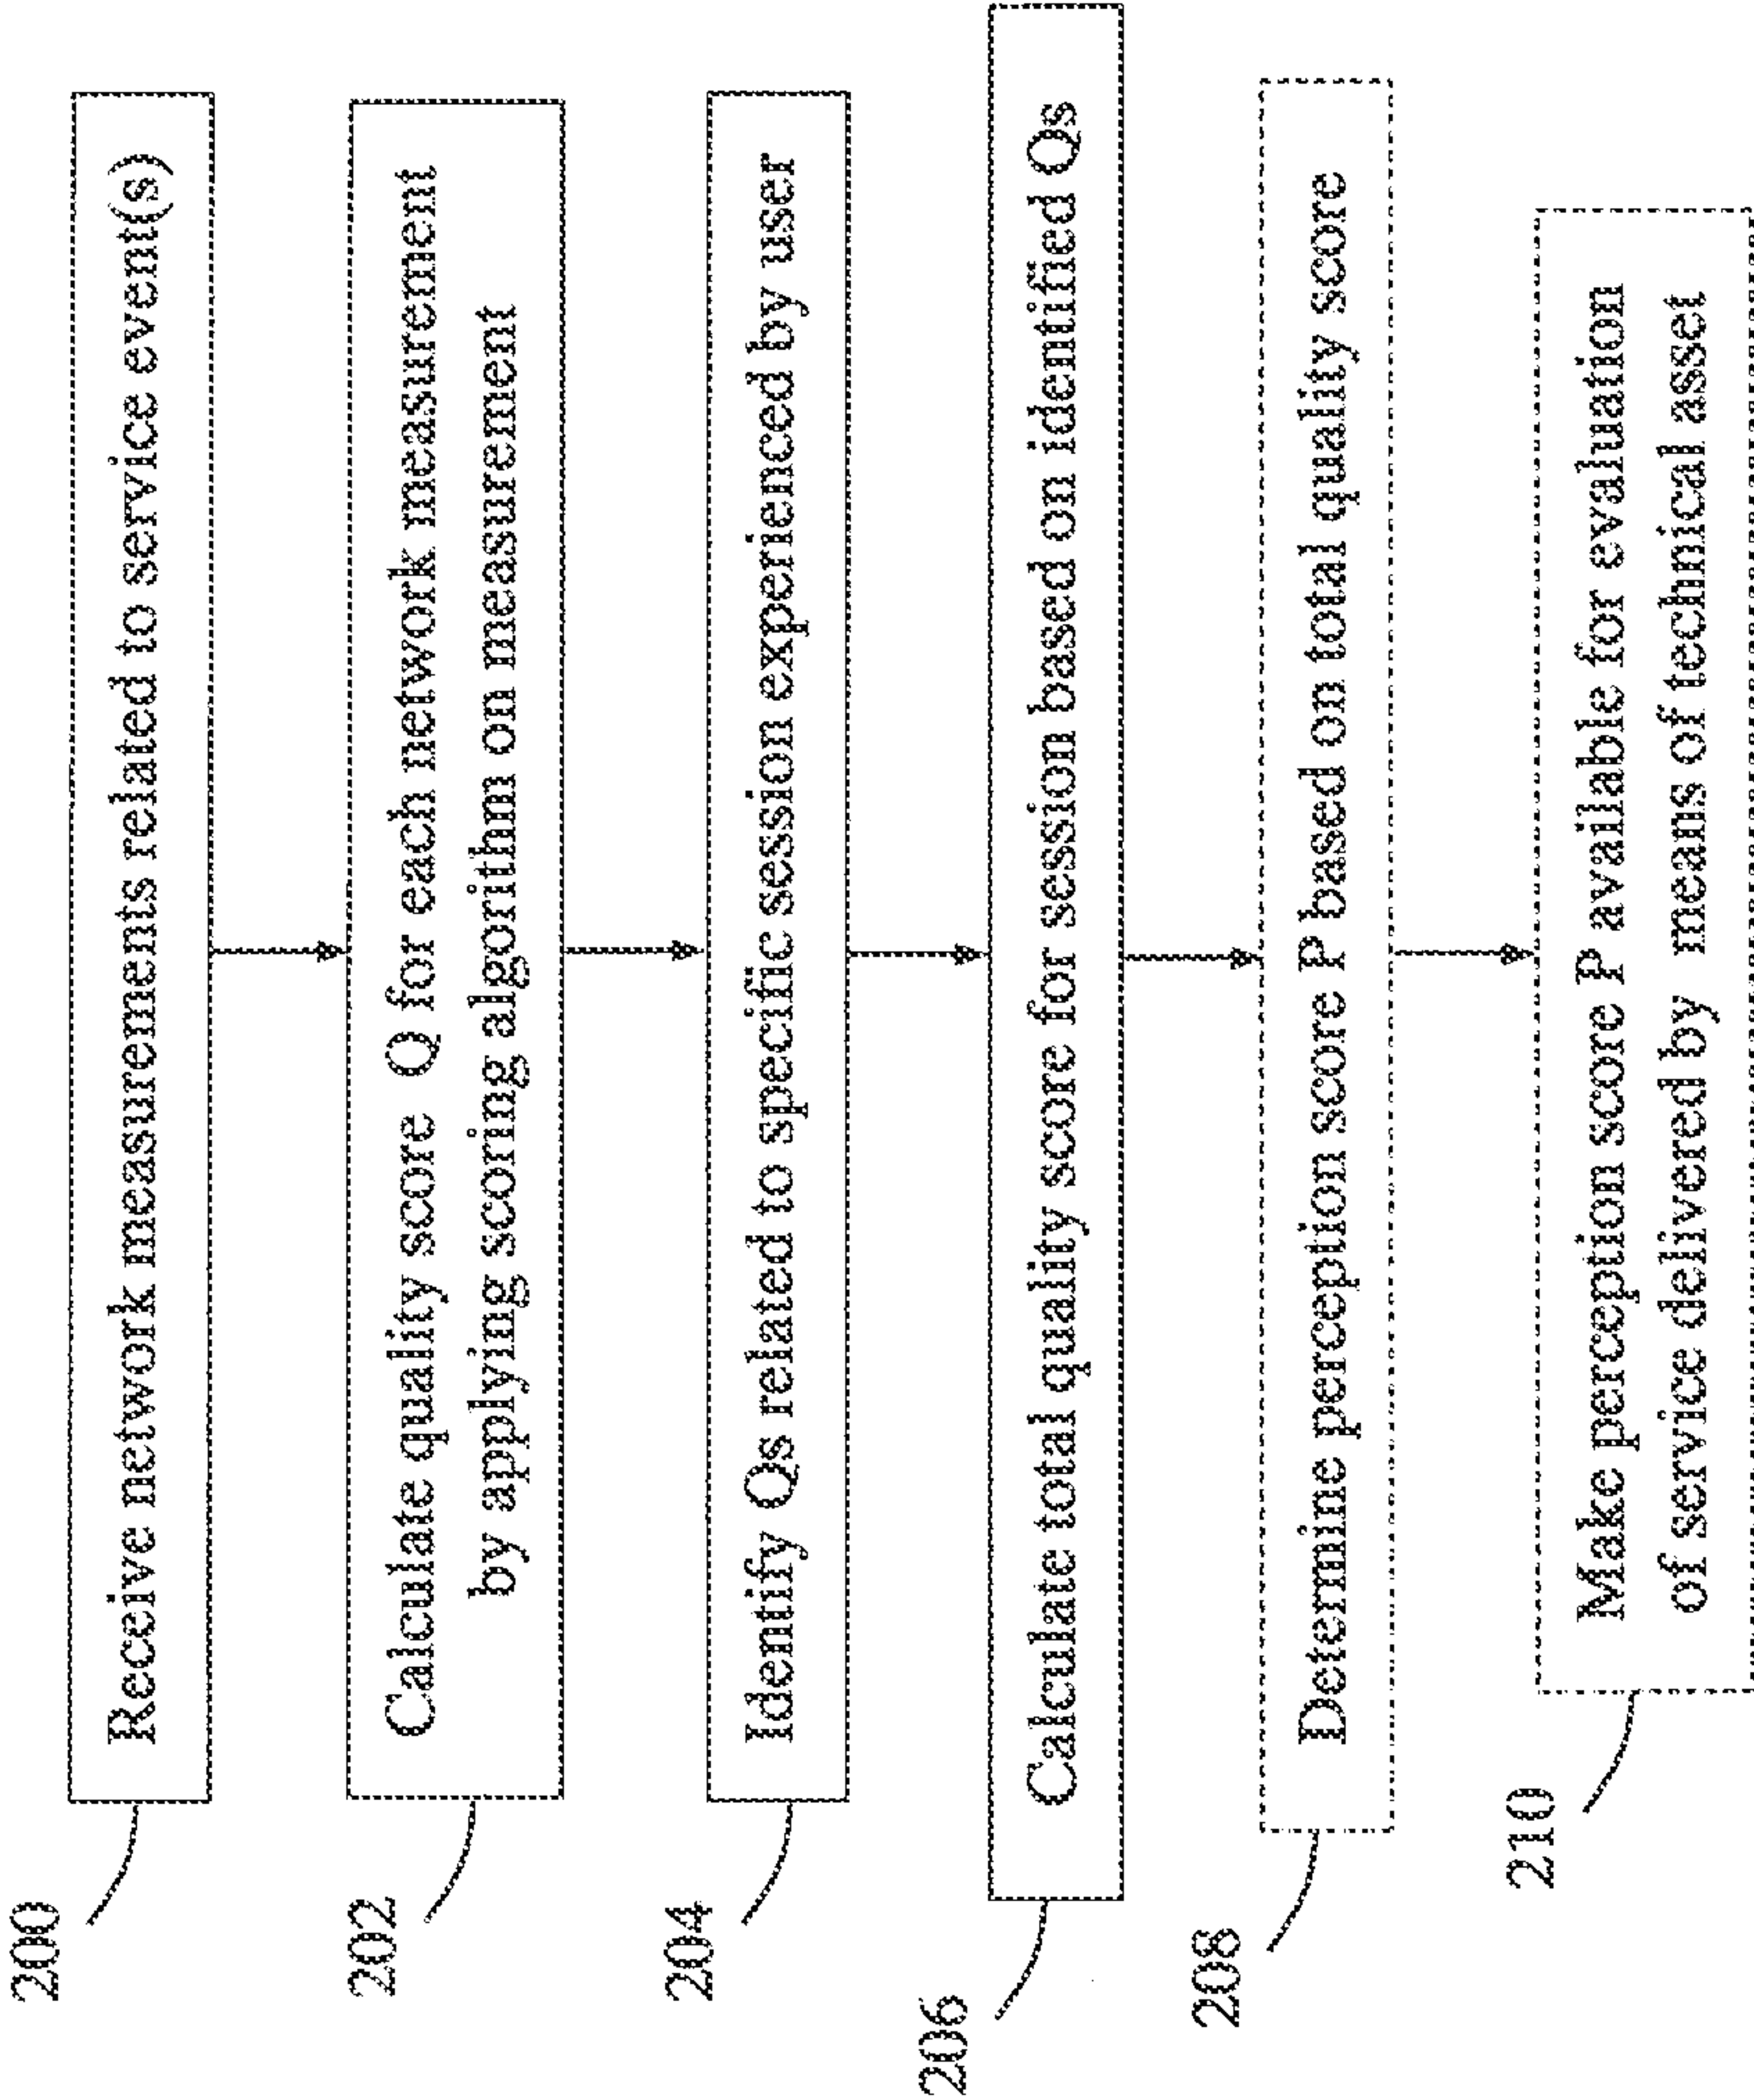 200
Receive network measurements related to service event(s)
202
Calculate quality score Q for each network measurement
by applying scoring algorithm on measurement
204
Identify Qs related to specific session experienced by user
206
Calculate total quality score for session based on identified Qs
208
Determine perception score P based on total quality score
210
Make perception score P available for evaluation
of service delivered by means of technical asset